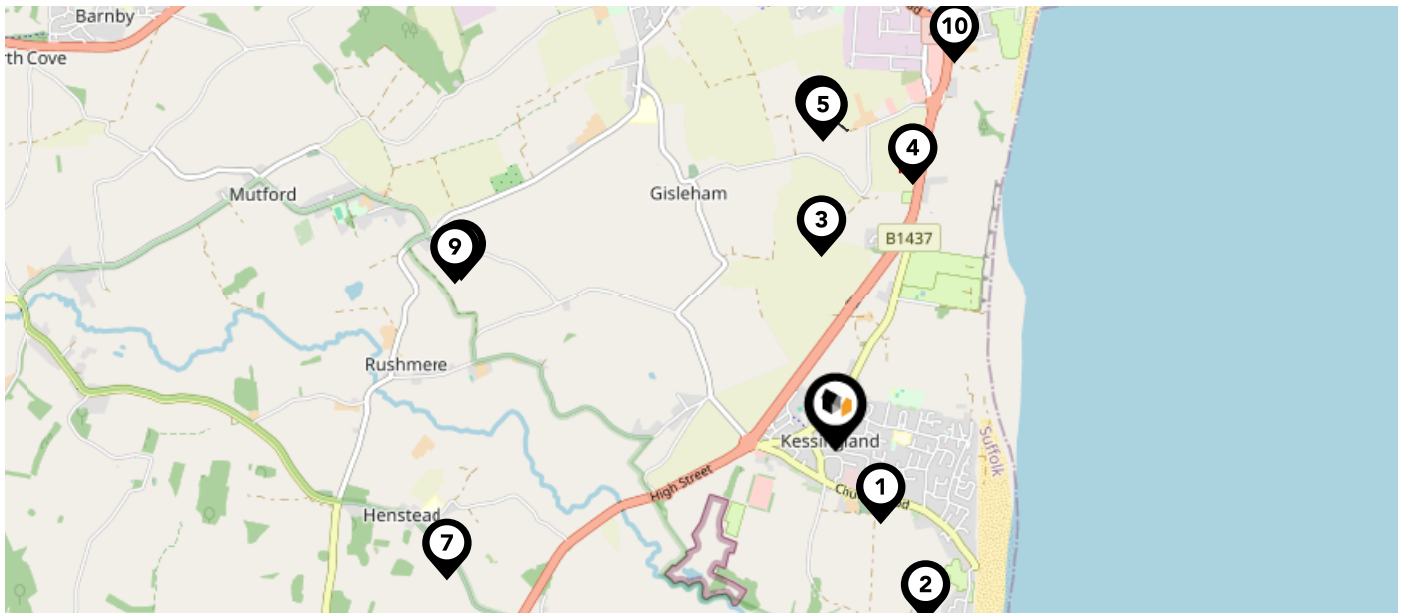 Barnby
10
th Cove
5
4
Mutford
Gisleham
3
B1437
9
Rushmere
Kessingland
Suffolk
High Street
1
Henstead
7
2